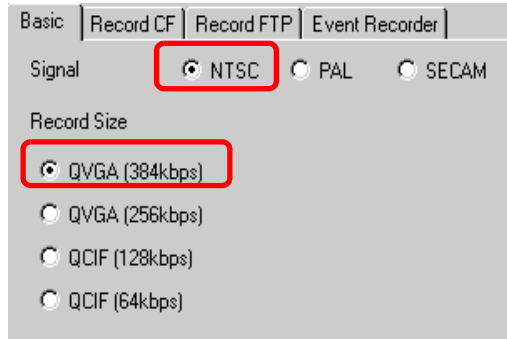 Basic Record CF Record FTP Event Recorder
Signal NTSC PAL SECAM
Record Size
QVGA (384kbps)
QVGA (256kbps)
QCIF (128kbps)
QCIF (64kbps)